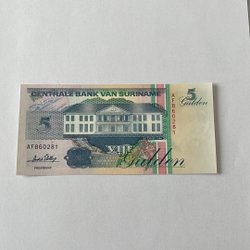 CENTRALE BANK VAN SURINAME
5
Gulden
5
AF860281
AF860281
VIJF
Gulden
PRESIDENT